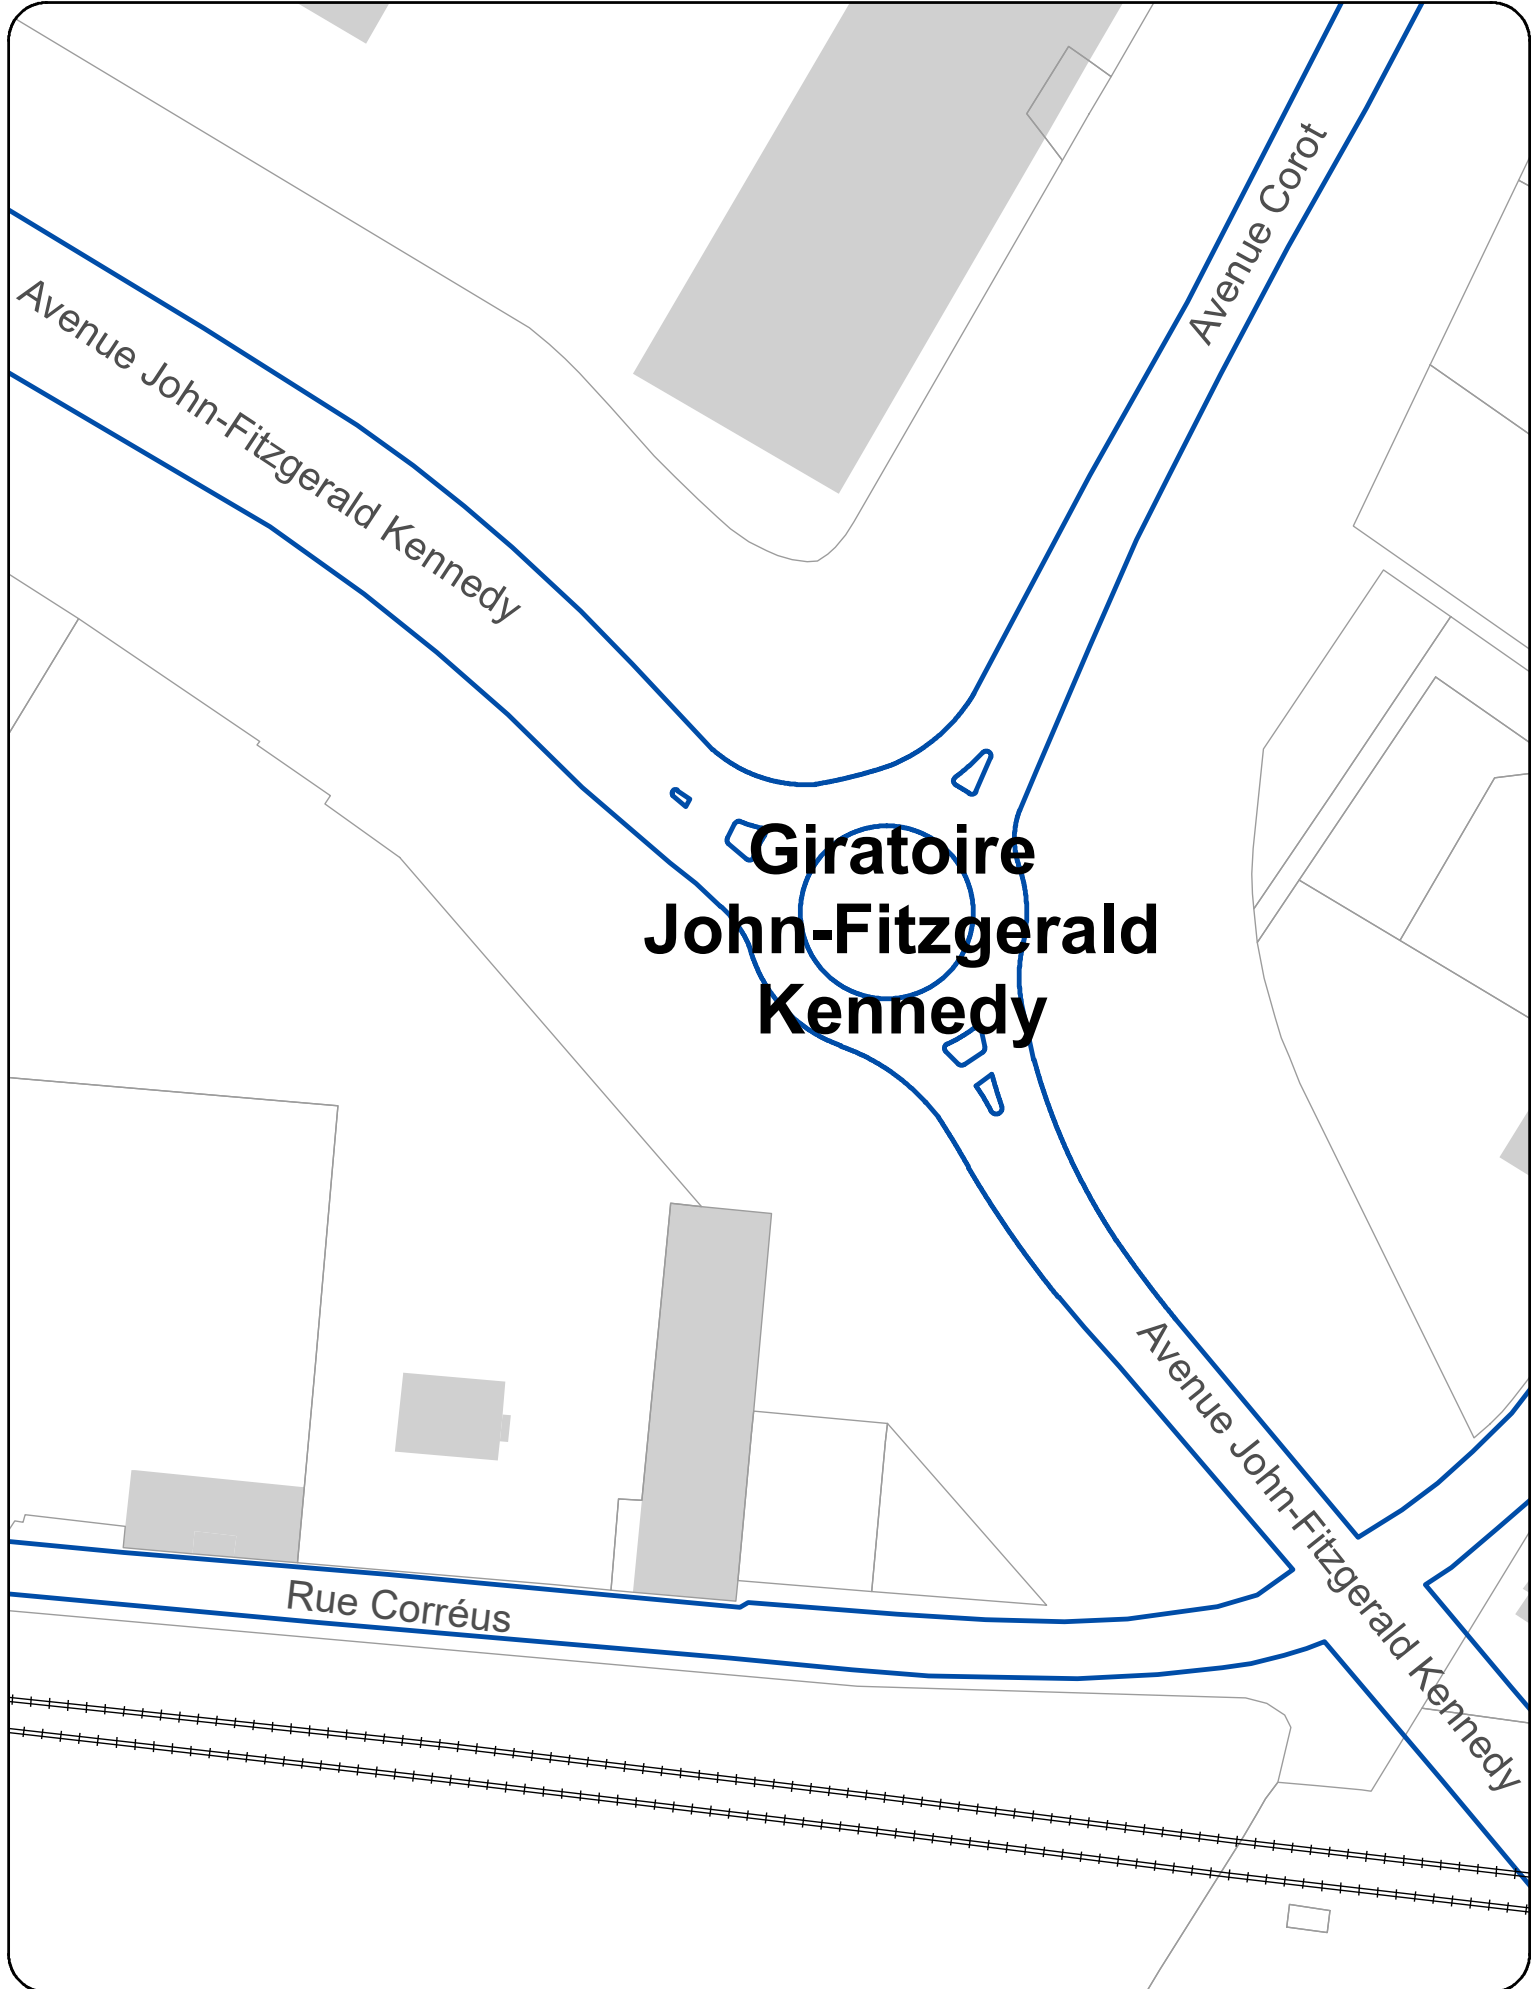 Avenue Corot
Avenue John-Fitzgerald Kennedy
Giratoire
John-Fitzgerald
Kennedy
Avenue John-Fitzgerald Kennedy
Rue Corréus